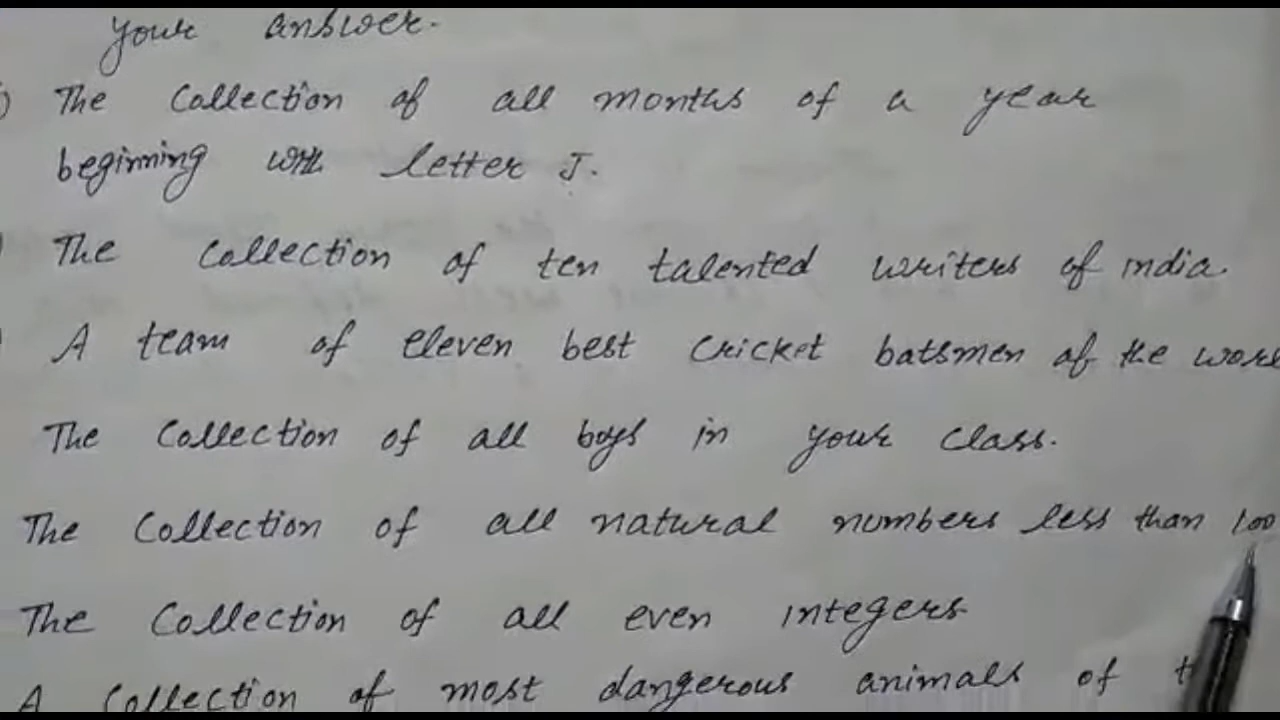 your answer.
) The Collection of all months of a year
beginning with letter J.
The Collection of ten talented writers of india.
A team of eleven best cricket batsmen of the
The Collection of all boys in your class.
The Collection of all natural numbers less than 100
The Collection of all even integers
A Collection of most dangerous animals of